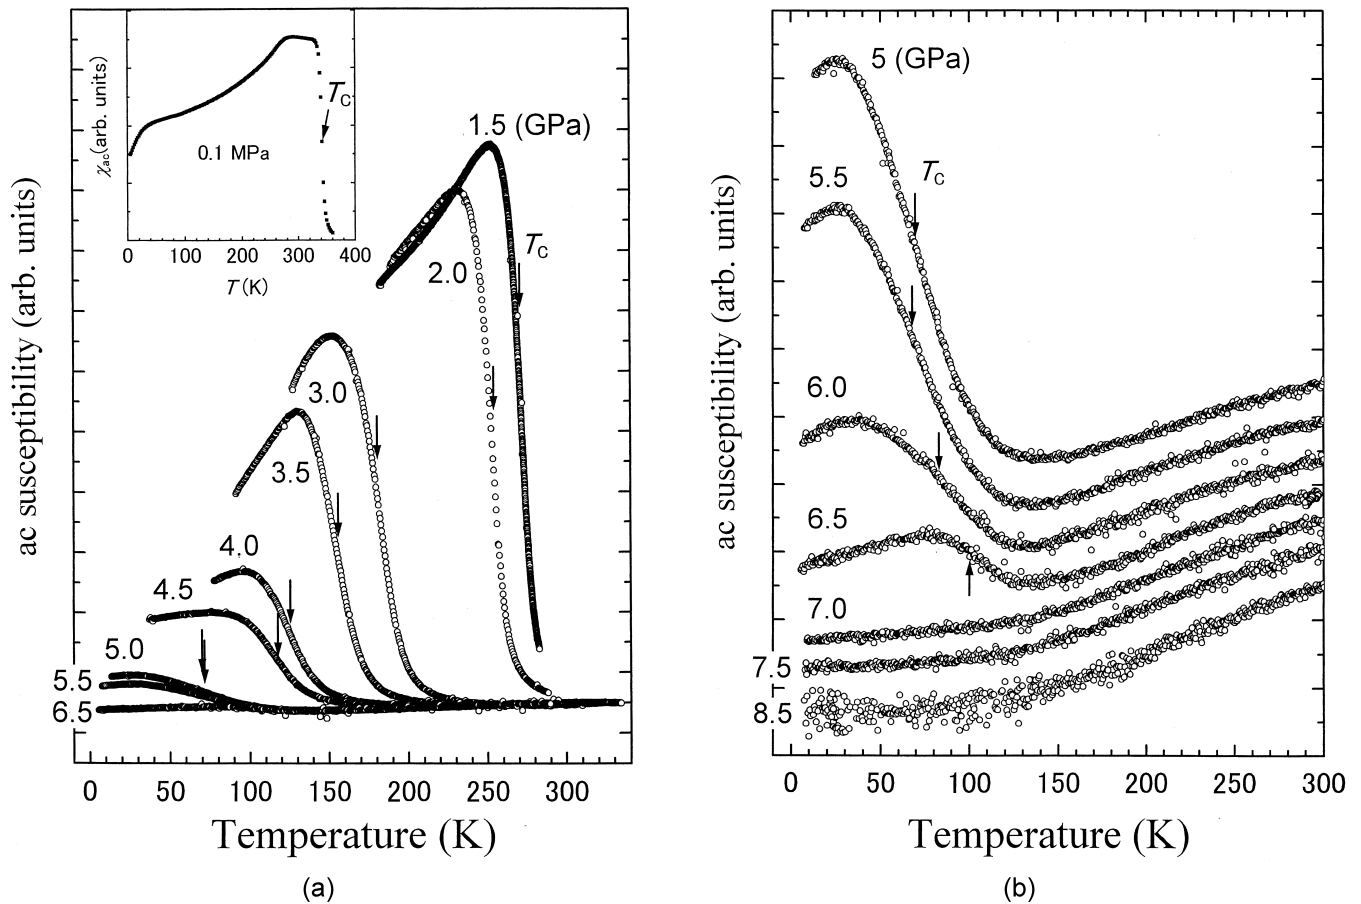 ac susceptibility (arb. units)
χac(arb. units)
TC
0.1 MPa
0 100 200 300 400
T (K)
1.5 (GPa)
TC
2.0
3.0
3.5
4.0
4.5
5.0
5.5
6.5
0 50 100 150 200 250 300
Temperature (K)
(a)
ac susceptibility (arb. units)
5 (GPa)
TC
5.5
6.0
6.5
7.0
7.5
8.5
0 50 100 150 200 250 300
Temperature (K)
(b)